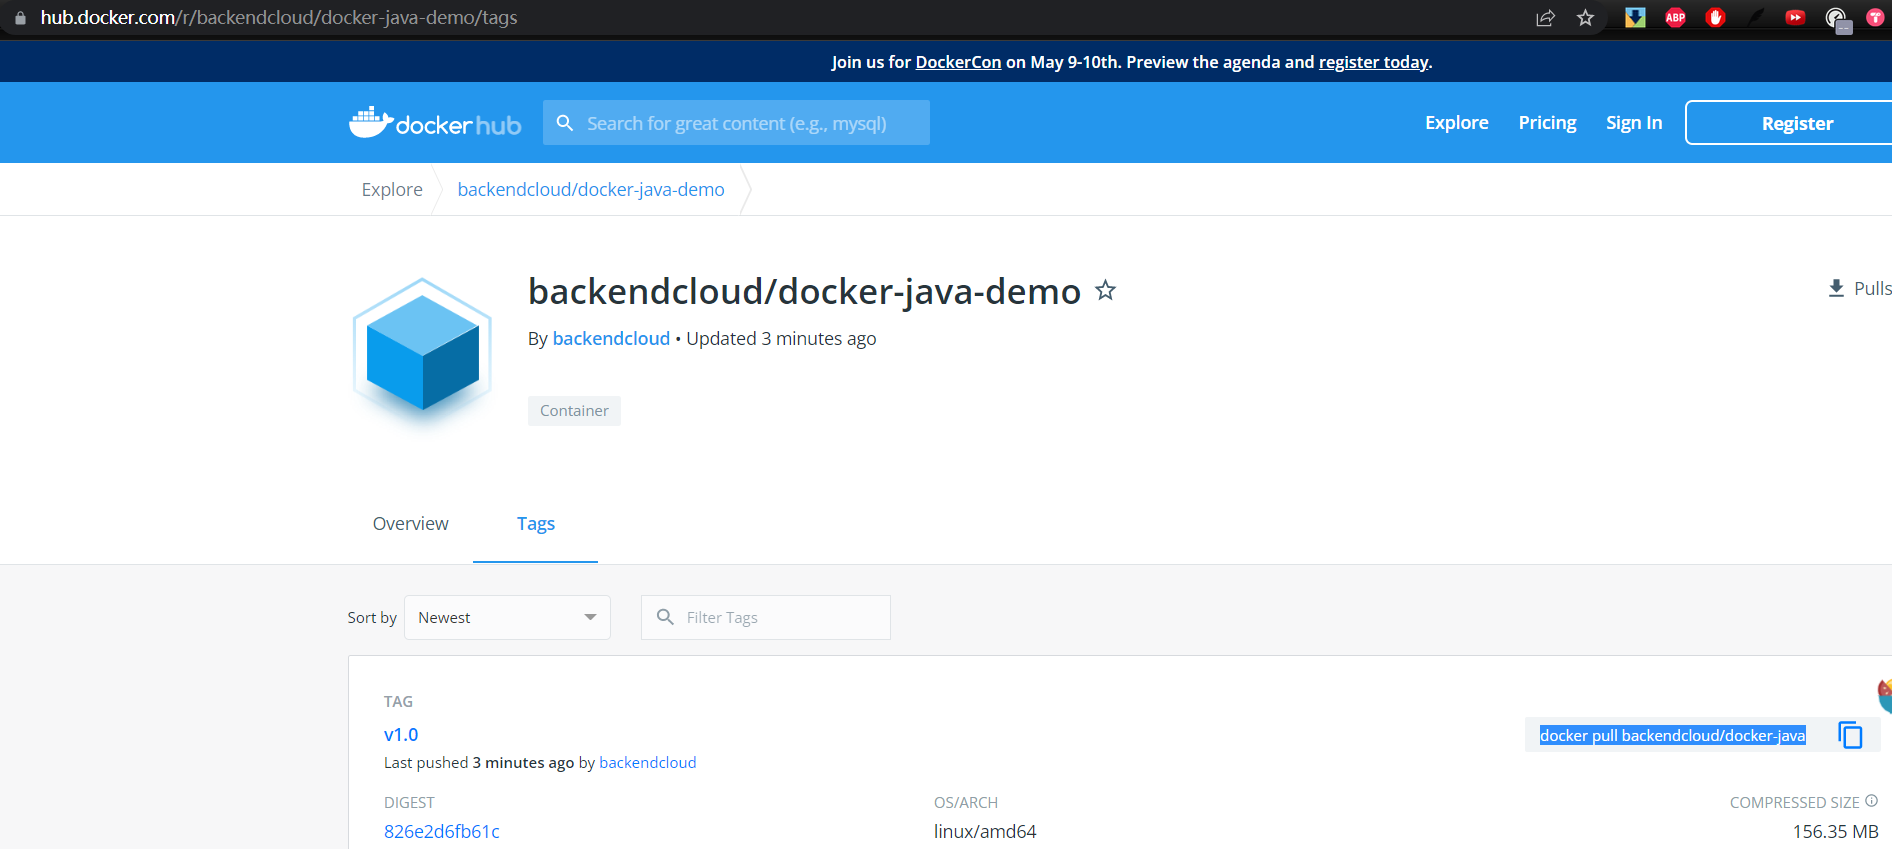 hub.docker.com/r/backendcloud/docker-java-demo/tags
ABP
Join us for DockerCon on May 9-10th. Preview the agenda and register today.
docker hub
Search for great content (e.g., mysql)
Explore
Pricing
Sign In
Register
Explore
backendcloud/docker-java-demo
backendcloud/docker-java-demo
Pulls
By backendcloud • Updated 3 minutes ago
Container
Overview
Tags
Sort by
Newest
Filter Tags
TAG
v1.0
docker pull backendcloud/docker-java
Last pushed 3 minutes ago by backendcloud
DIGEST
OS/ARCH
COMPRESSED SIZE
826e2d6fb61c
linux/amd64
156.35 MB